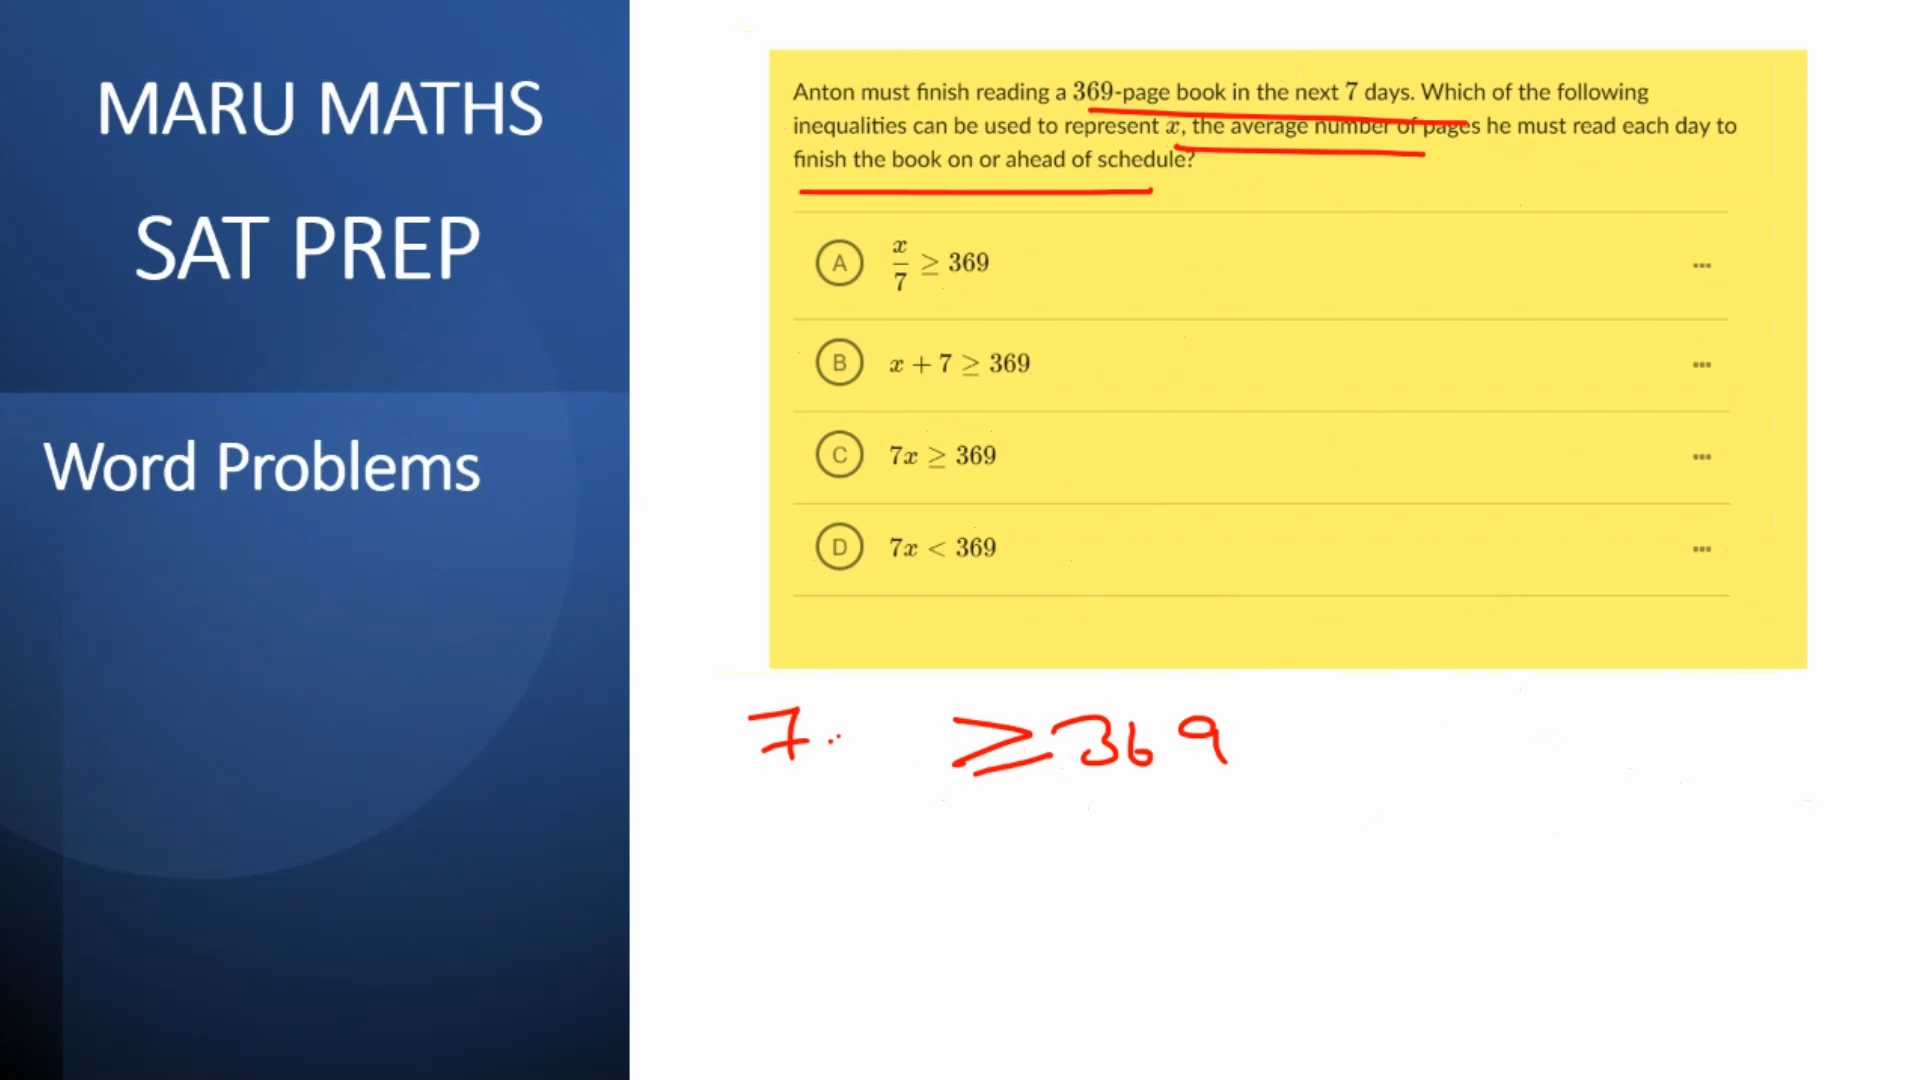 MARU MATHS
SAT PREP
Word Problems
Anton must finish reading a 369-page book in the next 7 days. Which of the following
inequalities can be used to represent x, the average number of pages he must read each day to
finish the book on or ahead of schedule?
A x/7 ≥ 369
B x + 7 ≥ 369
C 7x ≥ 369
D 7x < 369
7. ≥ 369